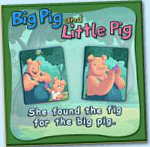 Big Pig and
Little Pig
She found the fig
for the big pig.